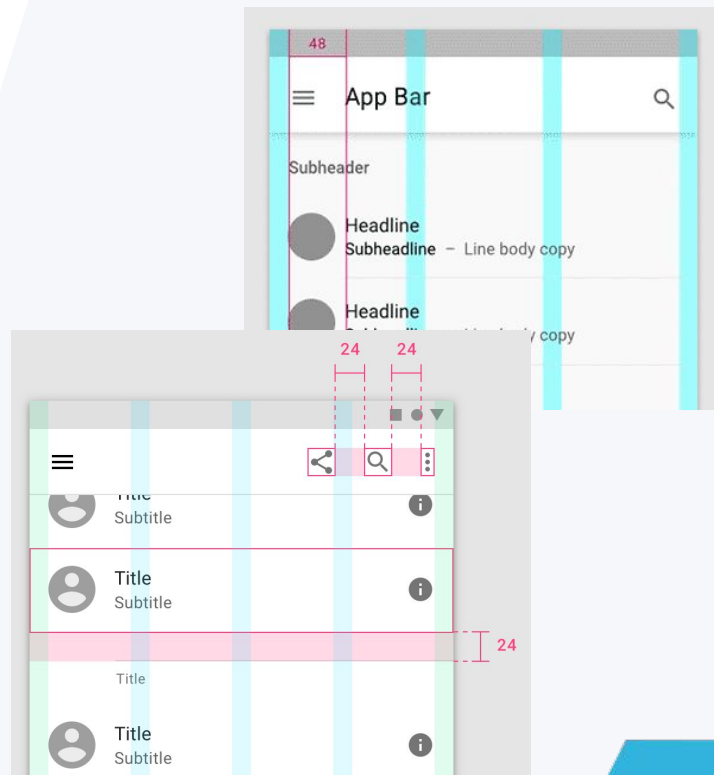 48
App Bar
Subheader
Headline
Subheadline – Line body copy
Headline
copy
24 24
Title
Subtitle
Title
Subtitle
24
Title
Title
Subtitle